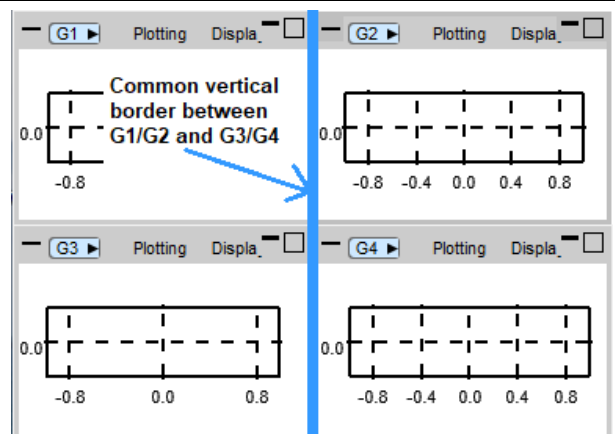 G1 Plotting Displa
G2 Plotting Displa
Common vertical
border between
G1/G2 and G3/G4
0.0
-0.8
0.0
-0.8 -0.4 0.0 0.4 0.8
G3 Plotting Displa
G4 Plotting Displa
0.0
-0.8 0.0 0.8
0.0
-0.8 -0.4 0.0 0.4 0.8